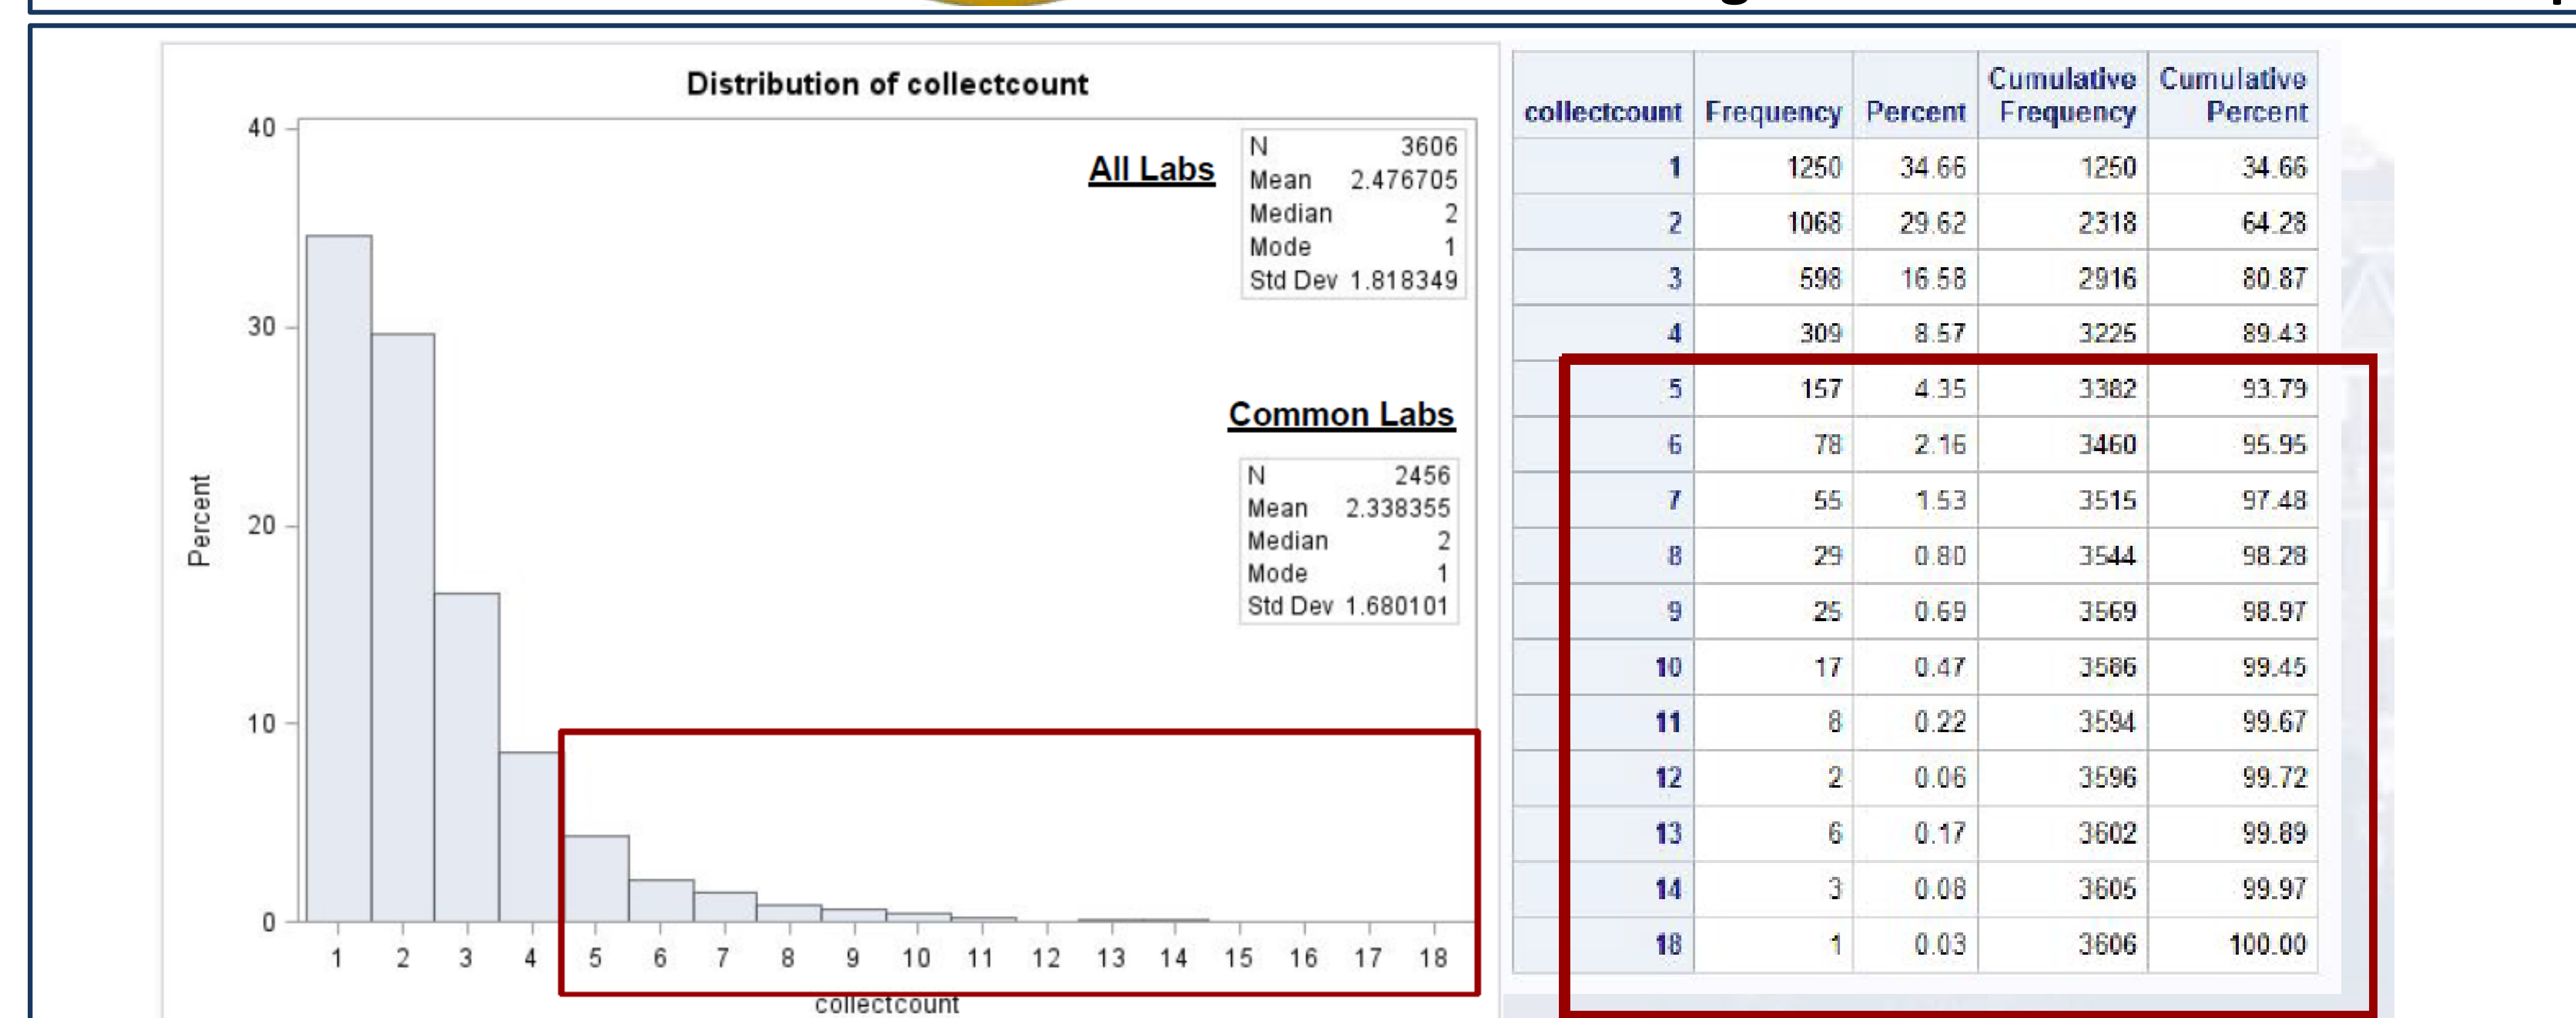 Distribution of collectcount
40
30
20
10
0
Percent
All Labs
N 3606
Mean 2.476705
Median 2
Mode 1
Std Dev 1.818349
Common Labs
N 2456
Mean 2.338355
Median 2
Mode 1
Std Dev 1.680101
1 2 3 4 5 6 7 8 9 10 11 12 13 14 15 16 17 18
collectcount
collectcount Frequency Percent Cumulative Frequency Cumulative Percent
1 1250 34.66 1250 34.66
2 1068 29.62 2318 64.28
3 598 16.58 2916 80.87
4 309 8.57 3225 89.43
5 157 4.35 3382 93.79
6 78 2.16 3460 95.95
7 55 1.53 3515 97.48
8 29 0.80 3544 98.28
9 25 0.69 3569 98.97
10 17 0.47 3586 99.45
11 8 0.22 3594 99.67
12 2 0.06 3596 99.72
13 6 0.17 3602 99.89
14 3 0.08 3605 99.97
18 1 0.03 3606 100.00